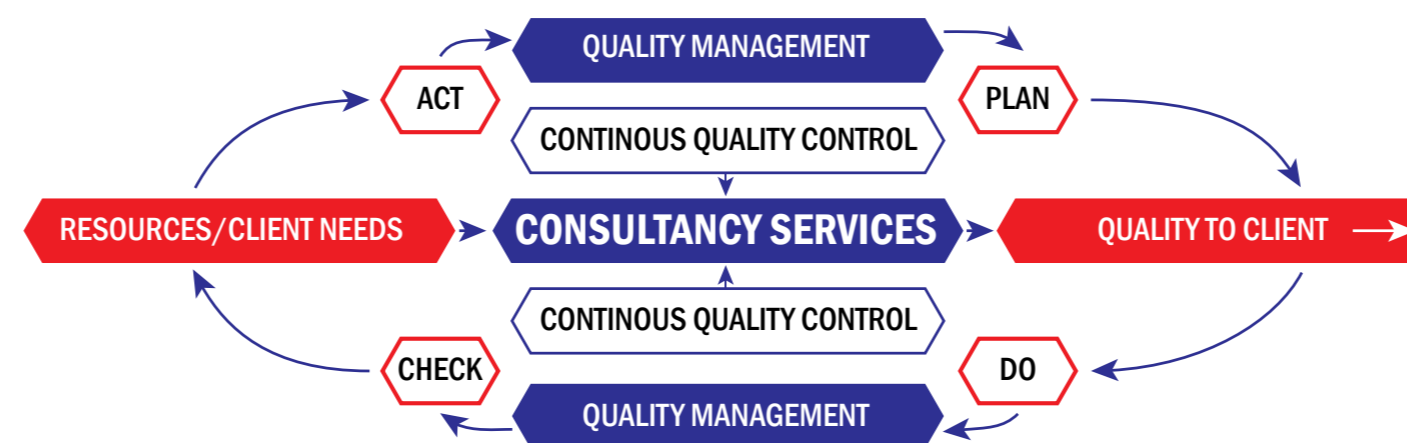 QUALITY MANAGEMENT
ACT
PLAN
CONTINOUS QUALITY CONTROL
RESOURCES/CLIENT NEEDS
CONSULTANCY SERVICES
QUALITY TO CLIENT
CONTINOUS QUALITY CONTROL
CHECK
DO
QUALITY MANAGEMENT